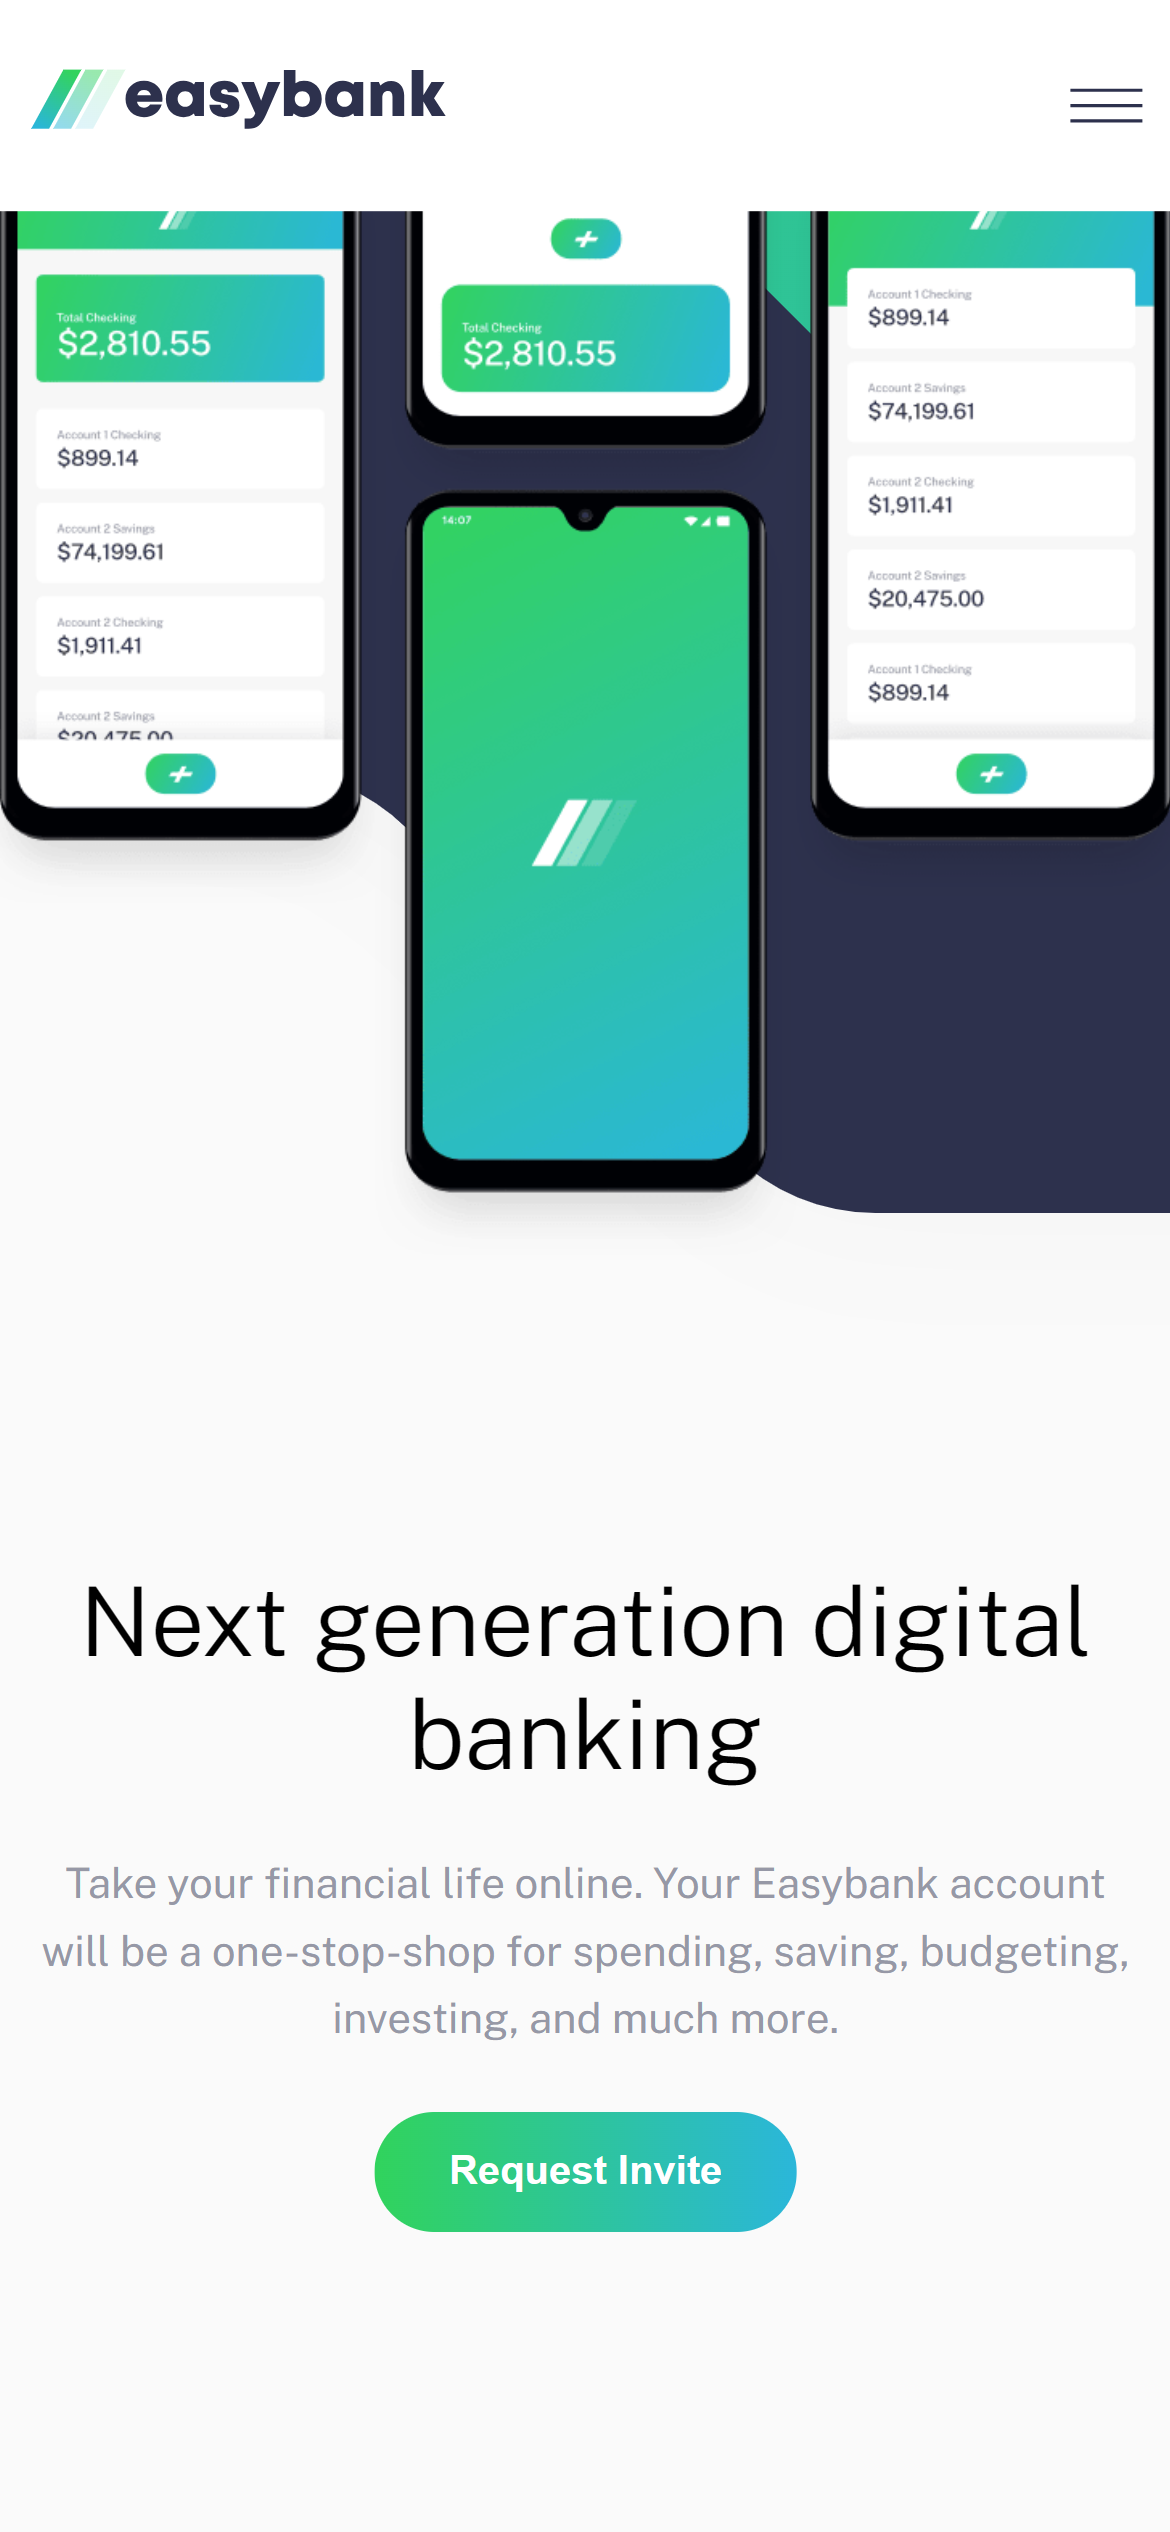 easybank
Total Checking
$2,810.55
Account 1 Checking
$899.14
Account 2 Savings
$74,199.61
Account 2 Checking
$1,911.41
Account 2 Savings
$20,475.00
Total Checking
$2,810.55
14:07
Account 1 Checking
$899.14
Account 2 Savings
$74,199.61
Account 2 Checking
$1,911.41
Account 2 Savings
$20,475.00
Account 1 Checking
$899.14
Next generation digital
banking
Take your financial life online. Your Easybank account
will be a one-stop-shop for spending, saving, budgeting,
investing, and much more.
Request Invite